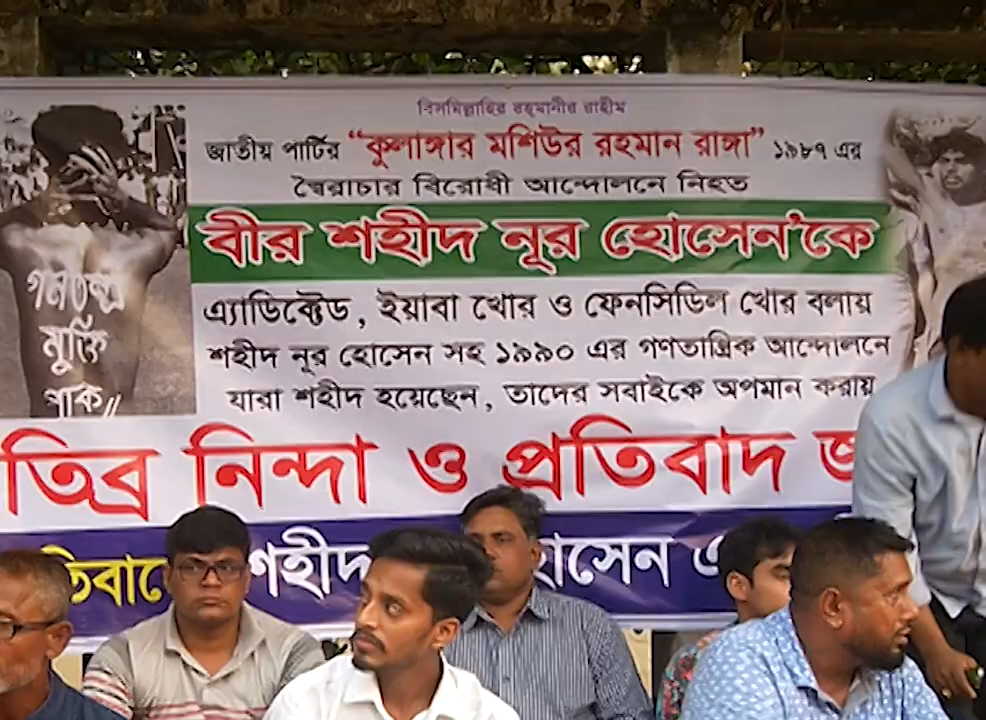 বিসমিল্লাহির রহমানীর রাহীম
জাতীয় পার্টির “কুলাঙ্গার মশিউর রহমান রাঙ্গা” ১৯৮৭ এর
স্বৈরাচার বিরোধী আন্দোলনে নিহত
বীর শহীদ নূর হোসেন'কে
এ্যাডিক্টেড, ইয়াবা খোর ও ফেনসিডিল খোর বলায়
শহীদ নূর হোসেন সহ ১৯৯০ এর গণতান্ত্রিক আন্দোলনে
যারা শহীদ হয়েছেন, তাদের সবাইকে অপমান করায়
তিব্র নিন্দা ও প্রতিবাদ
শহীদ হোসেন
গনতন্ত্র
মুক্তি
পাক॥